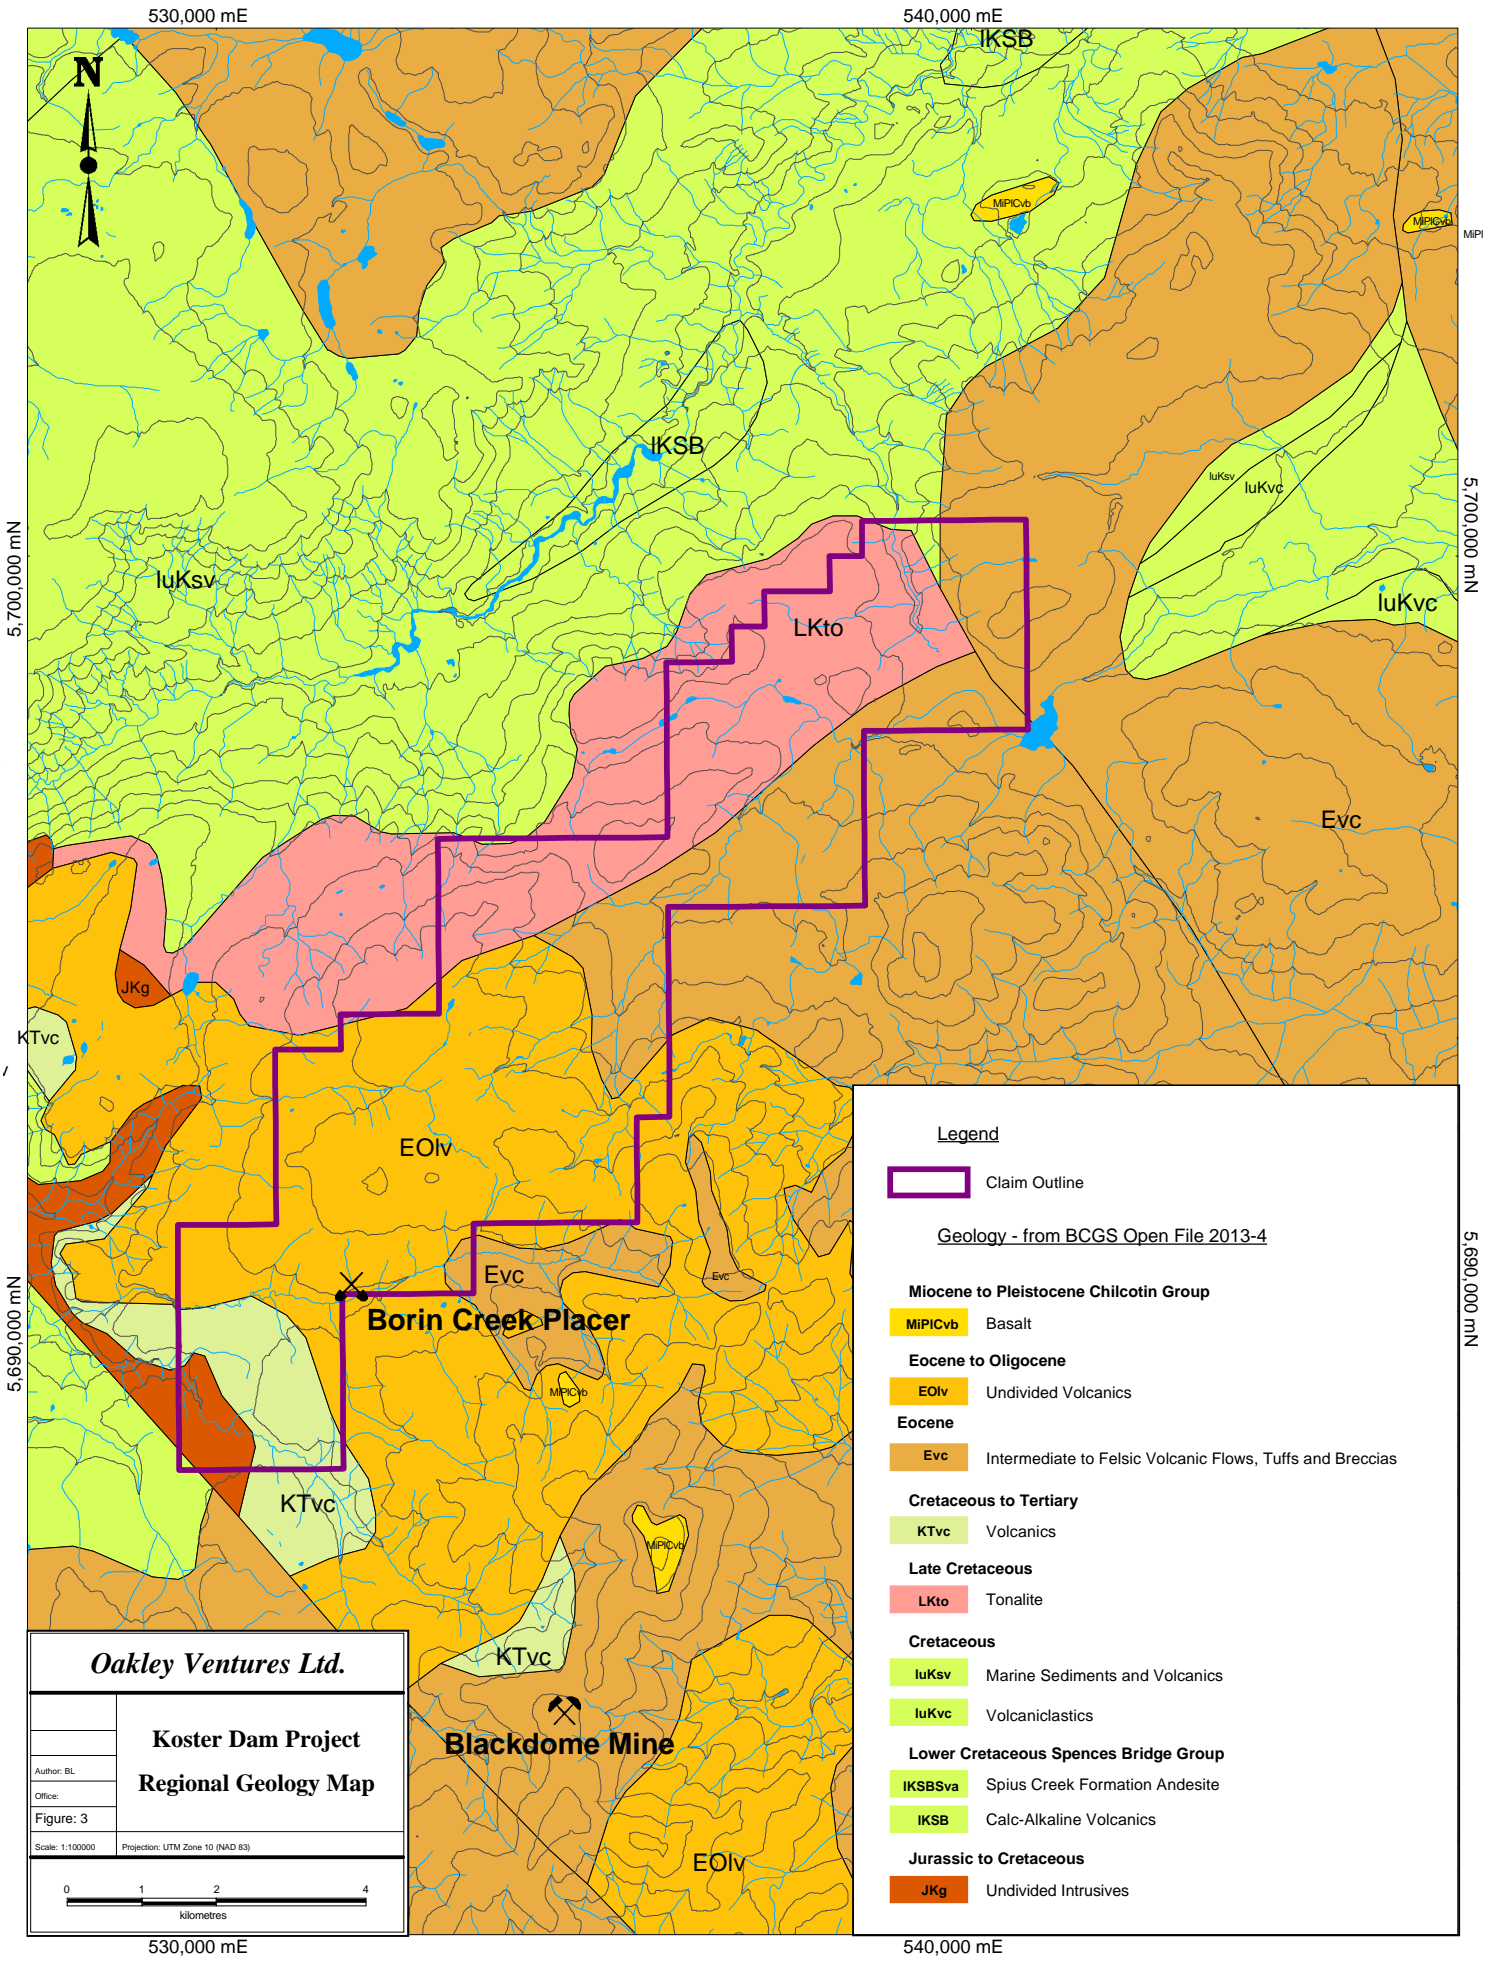 530,000 mE
540,000 mE
N
lKSB
MiPlCvb
MiPlCvb
MiPl
lKSB
luKsv
luKvc
5,700,000 mN
5,700,000 mN
luKsv
luKvc
LKto
Evc
JKg
KTvc
v
EOlv
Evc
Evc
Borin Creek Placer
5,690,000 mN
5,690,000 mN
MiPlCvb
KTvc
MiPlCvb
KTvc
Blackdome Mine
EOlv
Legend
Claim Outline
Geology - from BCGS Open File 2013-4
Miocene to Pleistocene Chilcotin Group
MiPlCvb Basalt
Eocene to Oligocene
EOlv Undivided Volcanics
Eocene
Evc Intermediate to Felsic Volcanic Flows, Tuffs and Breccias
Cretaceous to Tertiary
KTvc Volcanics
Late Cretaceous
LKto Tonalite
Cretaceous
luKsv Marine Sediments and Volcanics
luKvc Volcaniclastics
Lower Cretaceous Spences Bridge Group
lKSBSva Spius Creek Formation Andesite
lKSB Calc-Alkaline Volcanics
Jurassic to Cretaceous
JKg Undivided Intrusives
Oakley Ventures Ltd.
Koster Dam Project
Regional Geology Map
Author: BL
Office:
Figure: 3
Scale: 1:100000 Projection: UTM Zone 10 (NAD 83)
0 1 2 4
kilometres
530,000 mE
540,000 mE